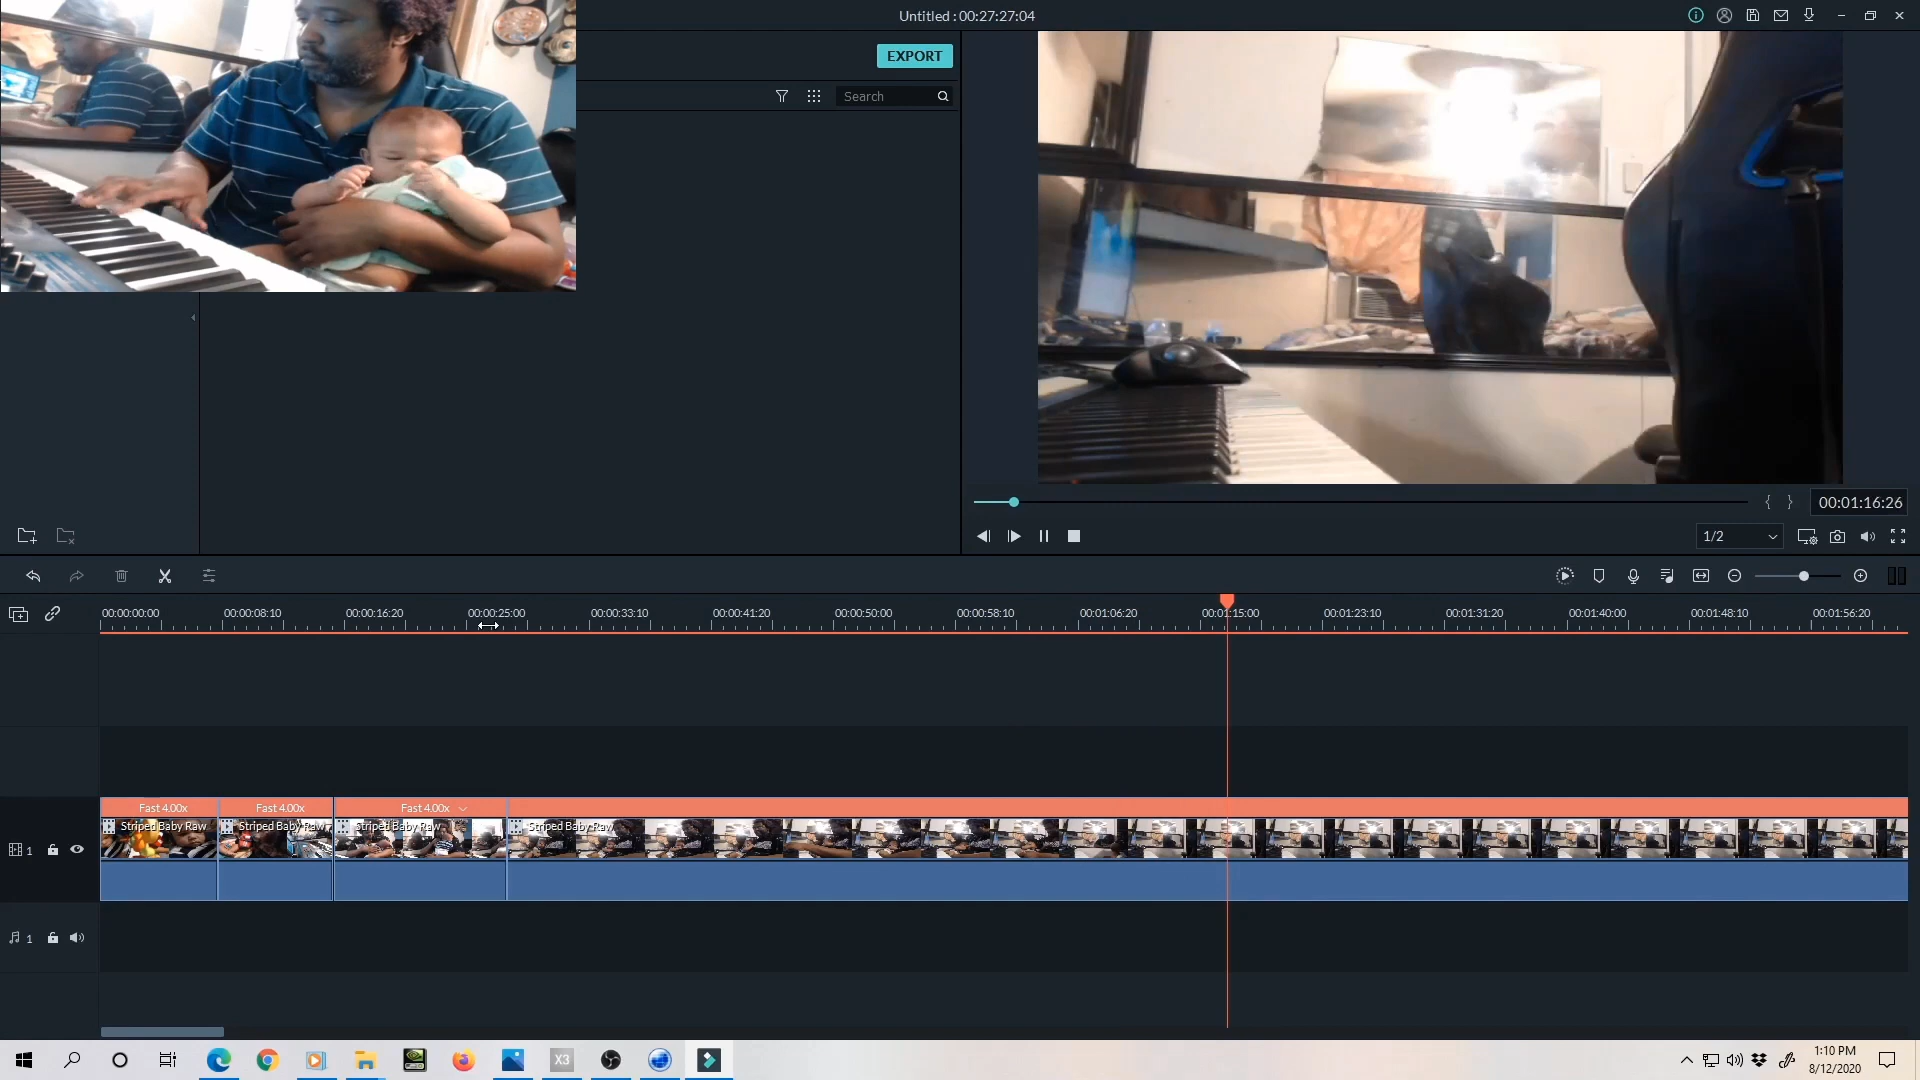 Untitled : 00:27:27:04
EXPORT
Search
{ } 00:01:16:26
1/2
00:00:00:00 00:00:08:10 00:00:16:20 00:00:25:00 00:00:33:10 00:00:41:20 00:00:50:00 00:00:58:10 00:01:06:20 00:01:15:00 00:01:23:10 00:01:31:20 00:01:40:00 00:01:48:10 00:01:56:20
Fast 4.00x Fast 4.00x Fast 4.00x
Striped Baby Raw Striped Baby Raw Striped Baby Raw Striped Baby Raw
1
1
X3
1:10 PM
8/12/2020